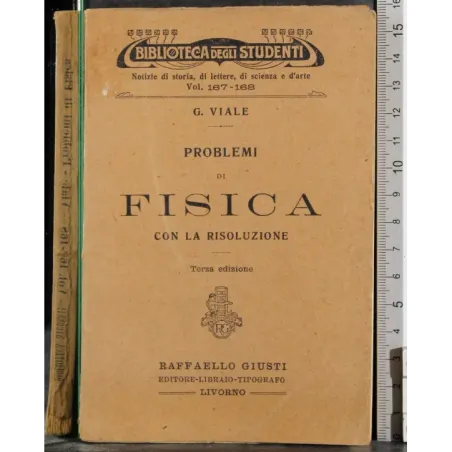 BIBLIOTECA DEGLI STUDENTI
Notizie di storia, di lettere, di scienza e d'arte
Vol. 167-168
G. VIALE
PROBLEMI
DI
FISICA
CON LA RISOLUZIONE
Terza edizione
RAFFAELLO GIUSTI
EDITORE-LIBRAIO-TIPOGRAFO
LIVORNO